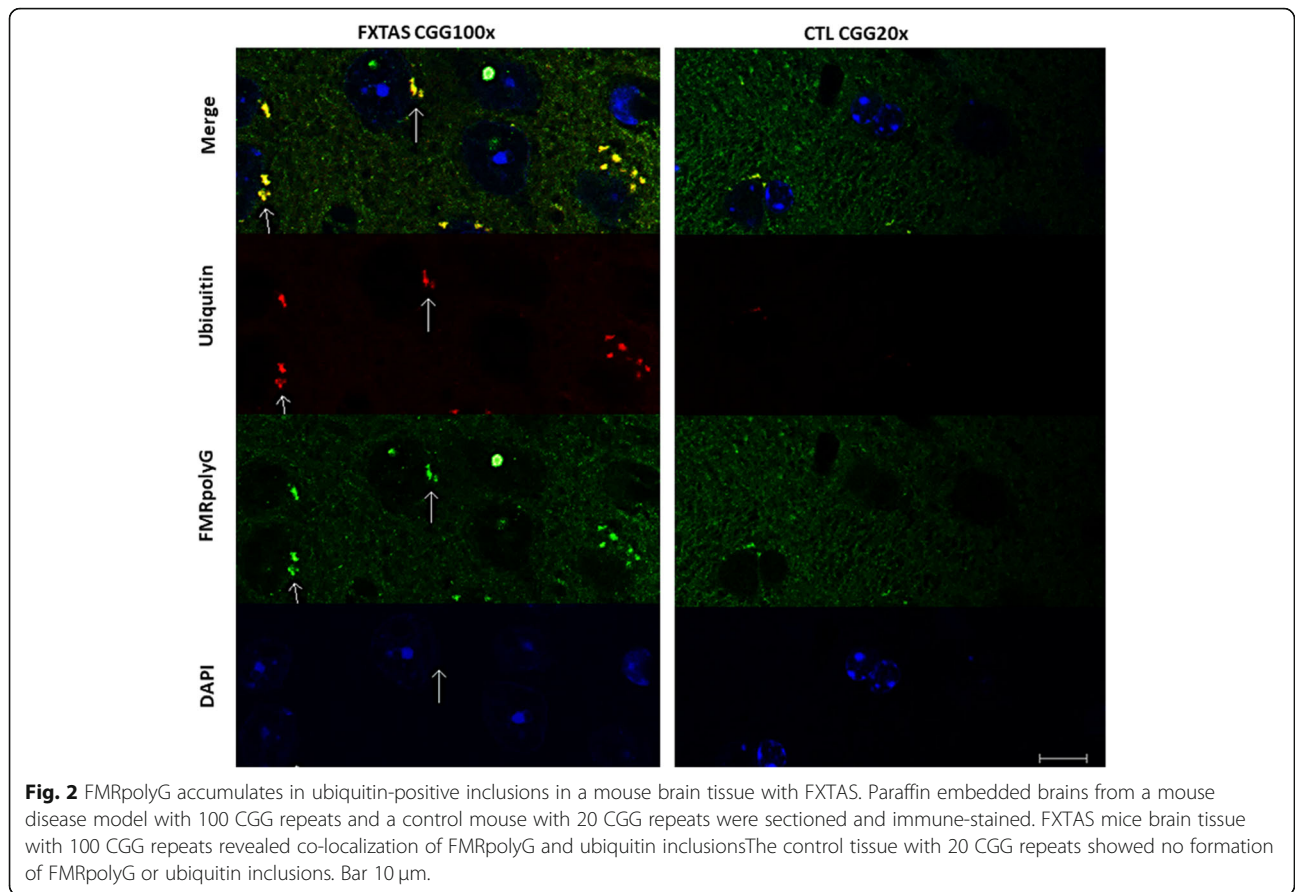 FXTAS CGG100x
CTL CGG20x
Merge
Ubiquitin
FMRpolyG
DAPI
Fig. 2 FMRpolyG accumulates in ubiquitin-positive inclusions in a mouse brain tissue with FXTAS. Paraffin embedded brains from a mouse
disease model with 100 CGG repeats and a control mouse with 20 CGG repeats were sectioned and immune-stained. FXTAS mice brain tissue
with 100 CGG repeats revealed co-localization of FMRpolyG and ubiquitin inclusionsThe control tissue with 20 CGG repeats showed no formation
of FMRpolyG or ubiquitin inclusions. Bar 10 μm.